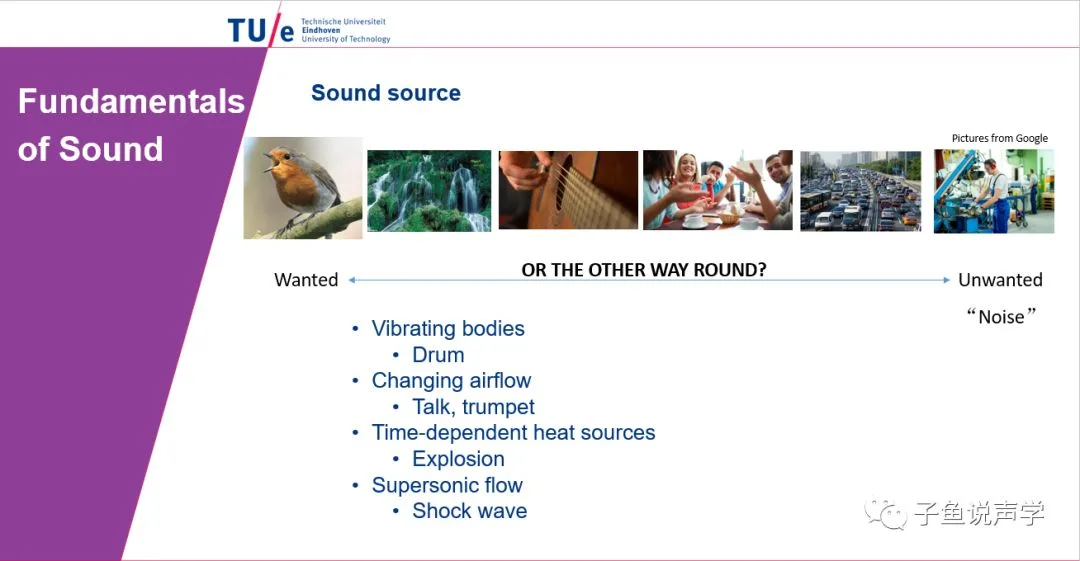 TU/e
Technische Universiteit
Eindhoven
University of Technology
Fundamentals
of Sound
Sound source
Pictures from Google
OR THE OTHER WAY ROUND?
Wanted
Unwanted
“Noise”
• Vibrating bodies
• Drum
• Changing airflow
• Talk, trumpet
• Time-dependent heat sources
• Explosion
• Supersonic flow
• Shock wave
子鱼说声学